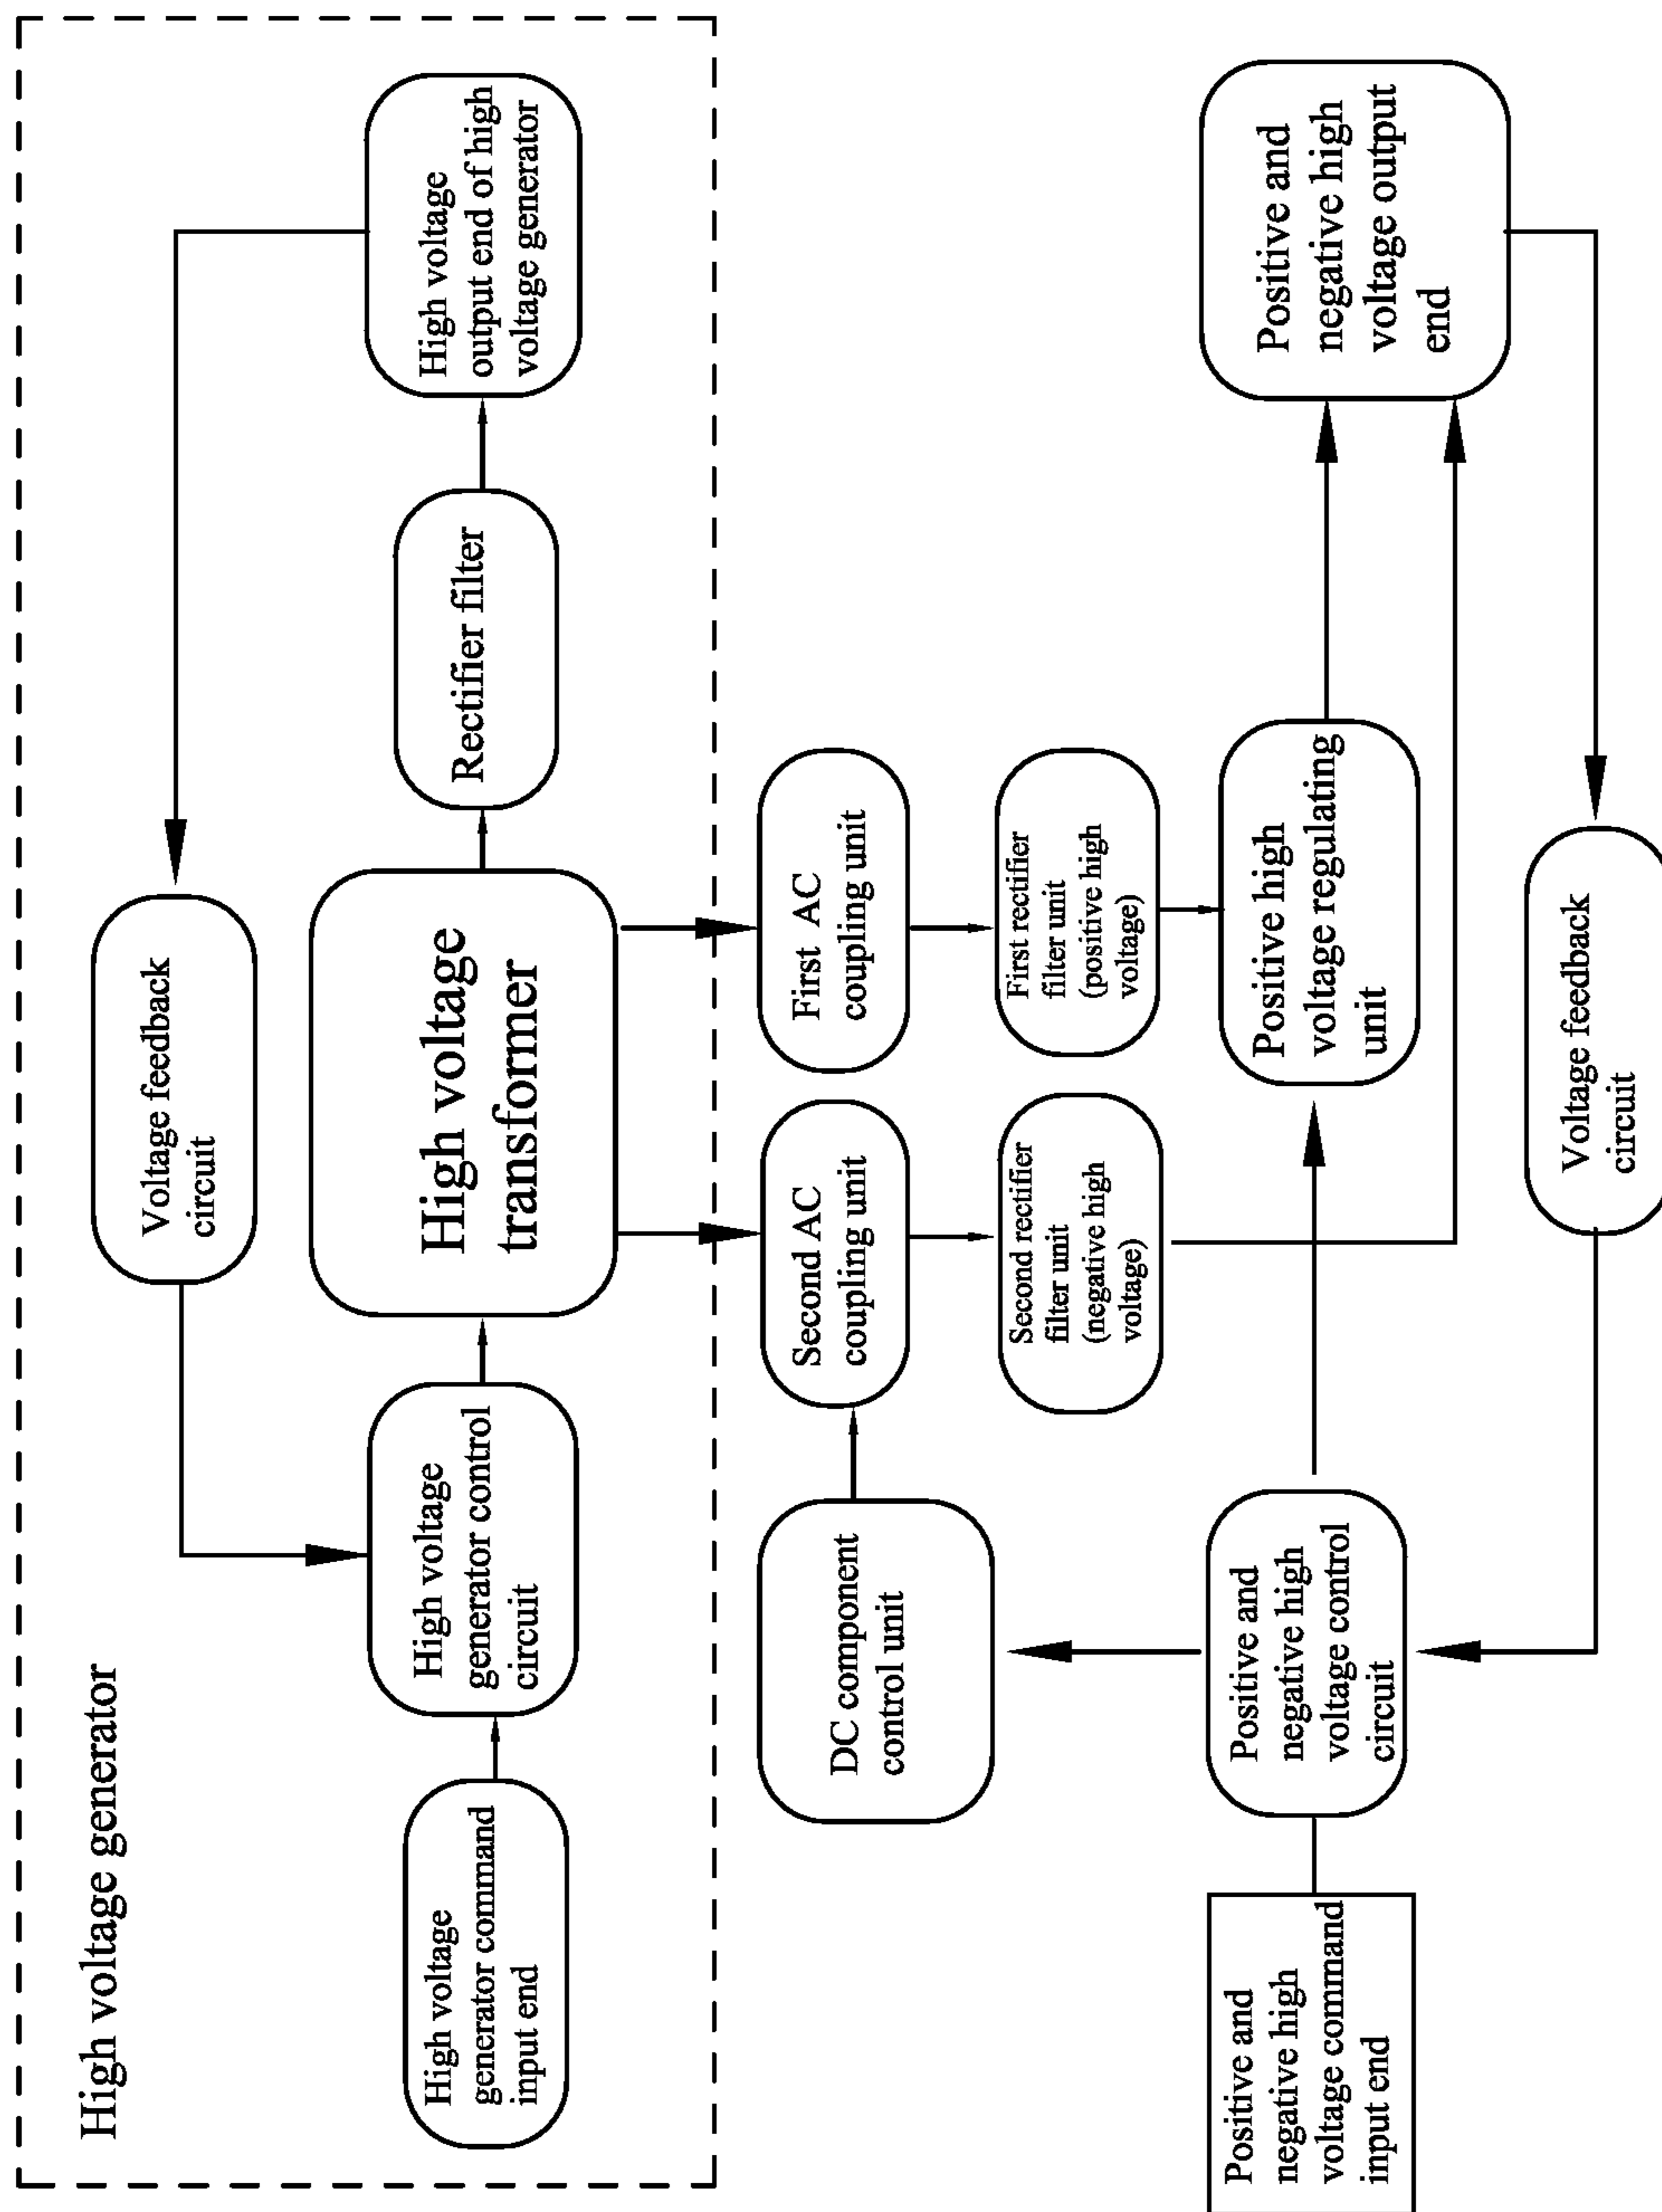 High voltage generator
Voltage feedback
circuit
High voltage
generator command
input end
High voltage
generator control
circuit
High voltage
transformer
Rectifier filter
High voltage
output end of high
voltage generator
DC component
control unit
Second AC
coupling unit
First AC
coupling unit
Second rectifier
filter unit
(negative high
voltage)
First rectifier
filter unit
(positive high
voltage)
Positive and
negative high
voltage command
input end
Positive and
negative high
voltage control
circuit
Positive high
voltage regulating
unit
Positive and
negative high
voltage output
end
Voltage feedback
circuit